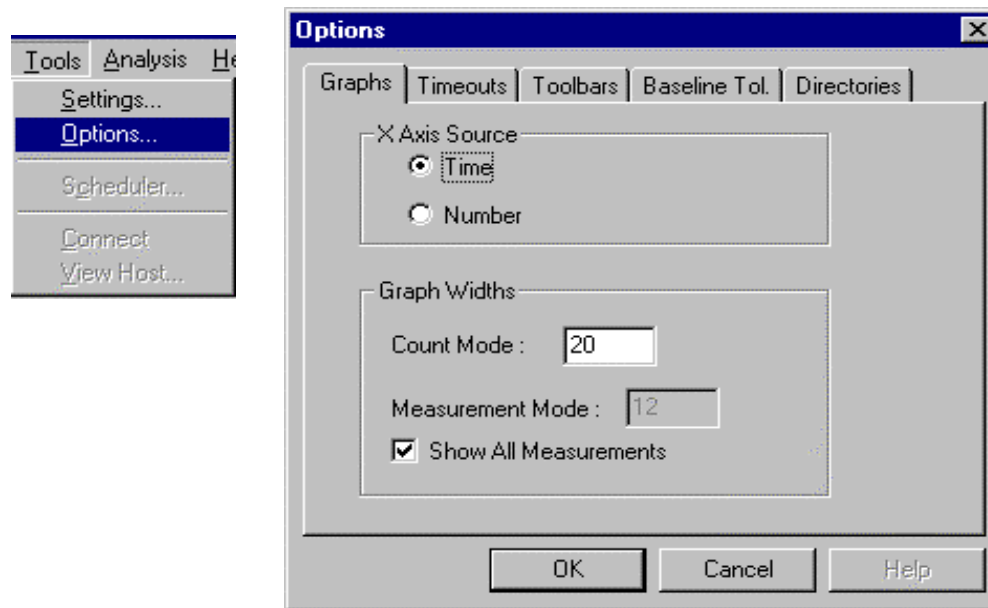 Tools Analysis He
Settings...
Options...
Scheduler...
Connect
View Host...
Options
Graphs Timeouts Toolbars Baseline Tol. Directories
X Axis Source
Time
Number
Graph Widths
Count Mode : 20
Measurement Mode : 12
Show All Measurements
OK Cancel Help